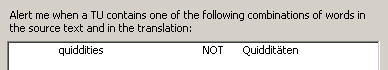 Alert me when a TU contains one of the following combinations of words in
the source text and in the translation:
quiddities NOT Quidditäten